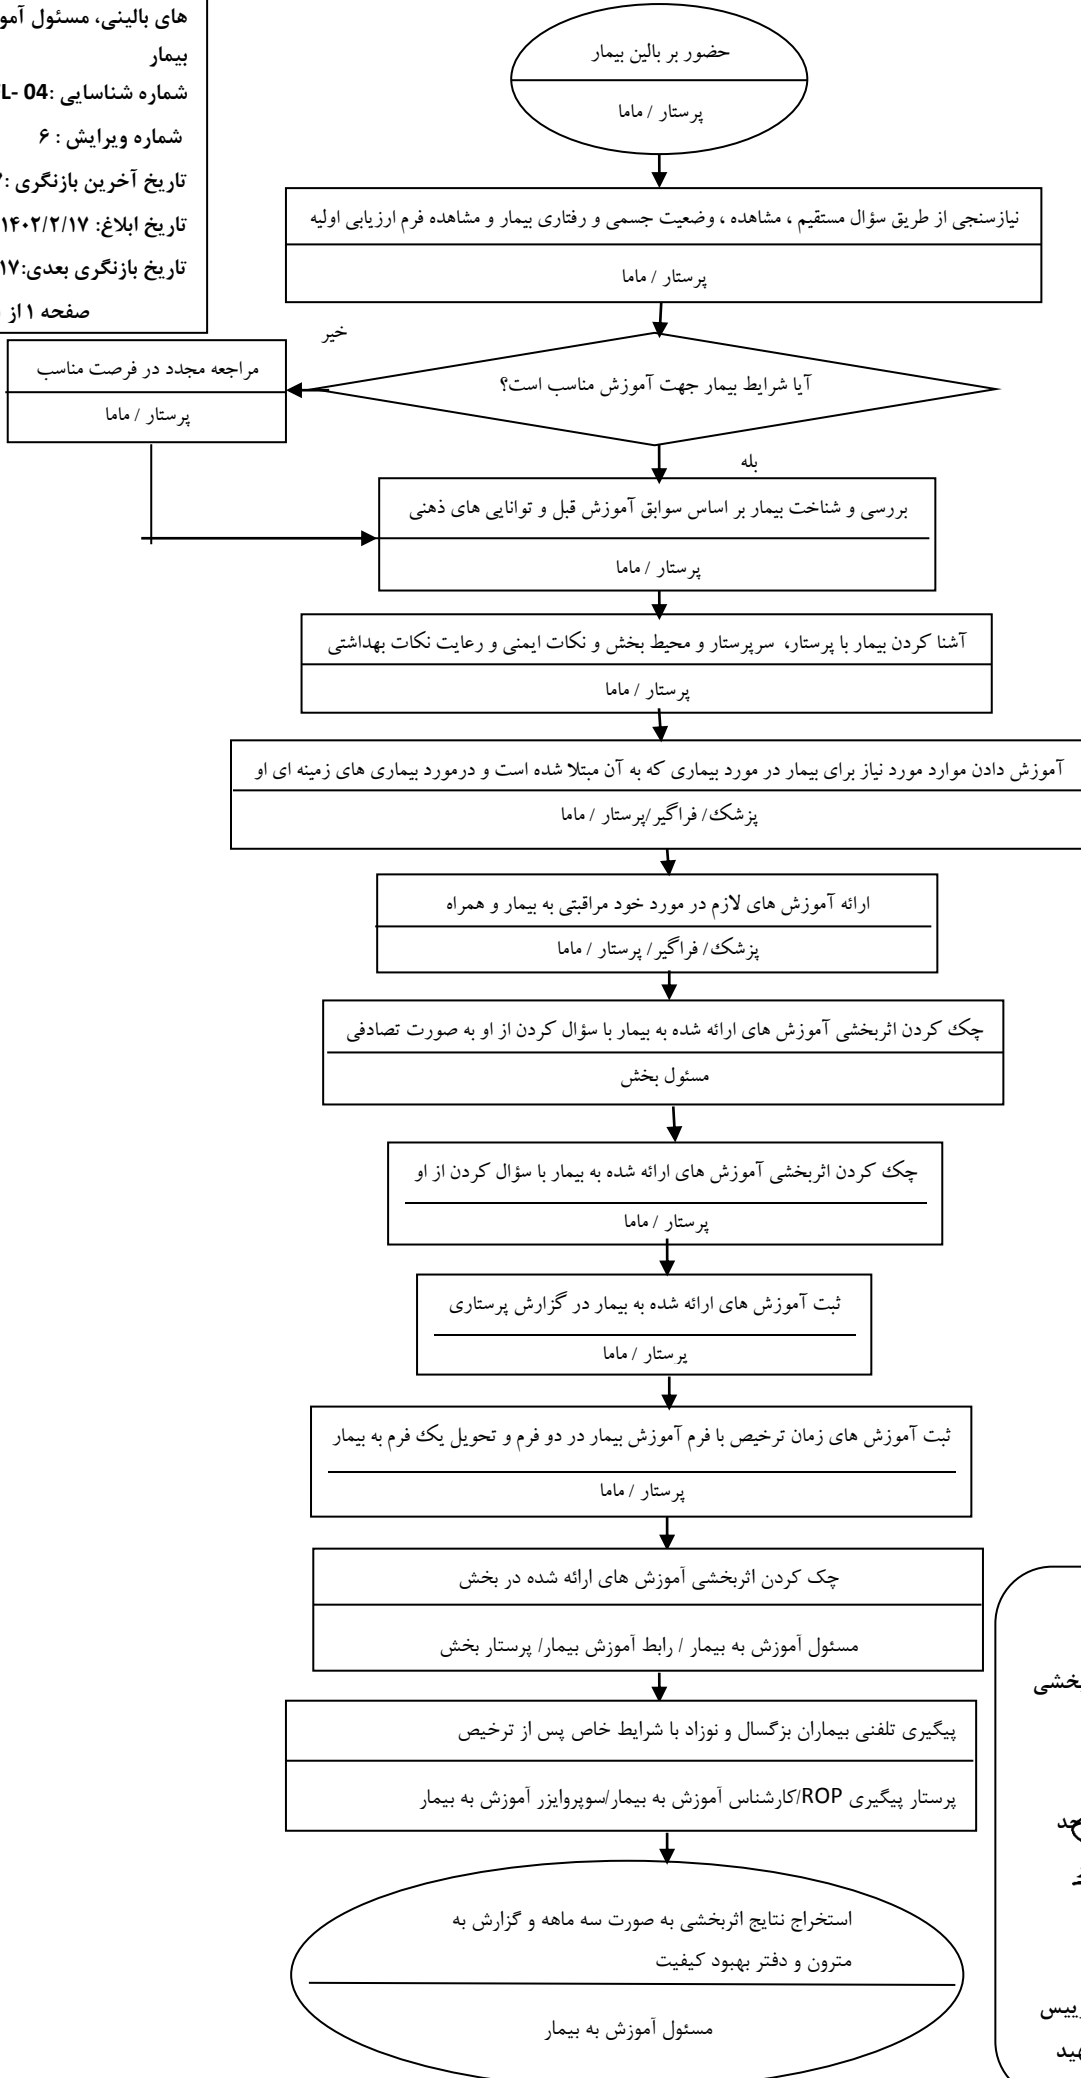 های بالینی، مسئول
بیمار
شماره شناسایی :04 -L
شماره ویرایش : ۶
تاریخ آخرین بازنگری :
تاریخ ابلاغ: ۱۴۰۲/۲/۱۷
تاریخ بازنگری بعدی:۱۷
صفحه ۱ از
حضور بر بالین بیمار
پرستار / ماما
نیازسنجی از طریق سؤال مستقیم ، مشاهده ، وضعیت جسمی و رفتاری بیمار و مشاهده فرم ارزیابی اولیه
پرستار / ماما
خیر
آیا شرایط بیمار جهت آموزش مناسب است؟
مراجعه مجدد در فرصت مناسب
پرستار / ماما
بله
بررسی و شناخت بیمار بر اساس سوابق آموزش قبل و توانایی های ذهنی
پرستار / ماما
آشنا کردن بیمار با پرستار، سرپرستار و محیط بخش و نکات ایمنی و رعایت نکات بهداشتی
پرستار / ماما
آموزش دادن موارد مورد نیاز برای بیمار در مورد بیماری که به آن مبتلا شده است و درمورد بیماری های زمینه ای او
پزشک/ فراگیر/پرستار / ماما
ارائه آموزش های لازم در مورد خود مراقبتی به بیمار و همراه
پزشک/ فراگیر/ پرستار / ماما
چک کردن اثربخشی آموزش های ارائه شده به بیمار با سؤال کردن از او به صورت تصادفی
مسئول بخش
چک کردن اثربخشی آموزش های ارائه شده به بیمار با سؤال کردن از او
پرستار / ماما
ثبت آموزش های ارائه شده به بیمار در گزارش پرستاری
پرستار / ماما
ثبت آموزش های زمان ترخیص با فرم آموزش بیمار در دو فرم و تحویل یک فرم به بیمار
پرستار / ماما
چک کردن اثربخشی آموزش های ارائه شده در بخش
مسئول آموزش به بیمار / رابط آموزش بیمار/ پرستار بخش
پیگیری تلفنی بیماران بزگسال و نوزاد با شرایط خاص پس از ترخیص
پرستار پیگیری ROP/کارشناس آموزش به بیمار/سوپروایزر آموزش به بیمار
استخراج نتایج اثربخشی به صورت سه ماهه و گزارش به
مترون و دفتر بهبود کیفیت
مسئول آموزش به بیمار